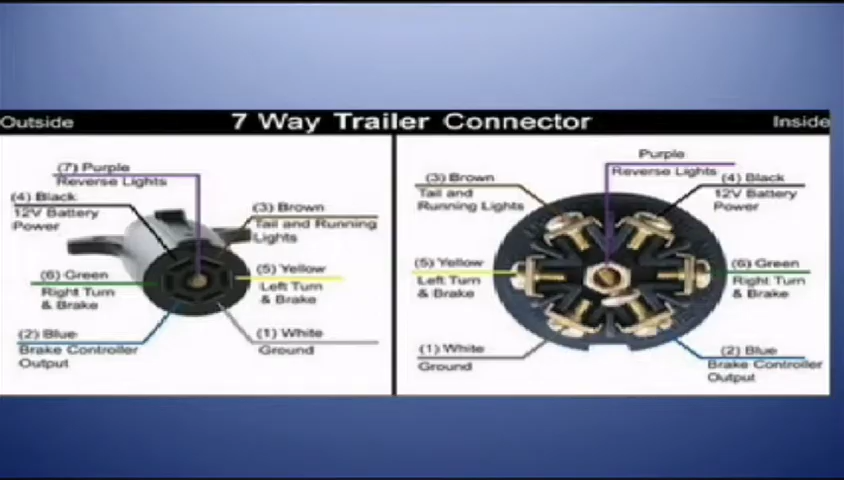 Outside
7 Way Trailer Connector
Inside
(7) Purple
Reverse Lights
(4) Black
12V Battery
Power
(3) Brown
Tail and Running
Lights
(6) Green
Right Turn
& Brake
(5) Yellow
Left Turn
& Brake
(2) Blue
Brake Controller
Output
(1) White
Ground
Purple
Reverse Lights
(3) Brown
Tail and
Running Lights
(4) Black
12V Battery
Power
(5) Yellow
Left Turn
& Brake
(6) Green
Right Turn
& Brake
(1) White
Ground
(2) Blue
Brake Controller
Output